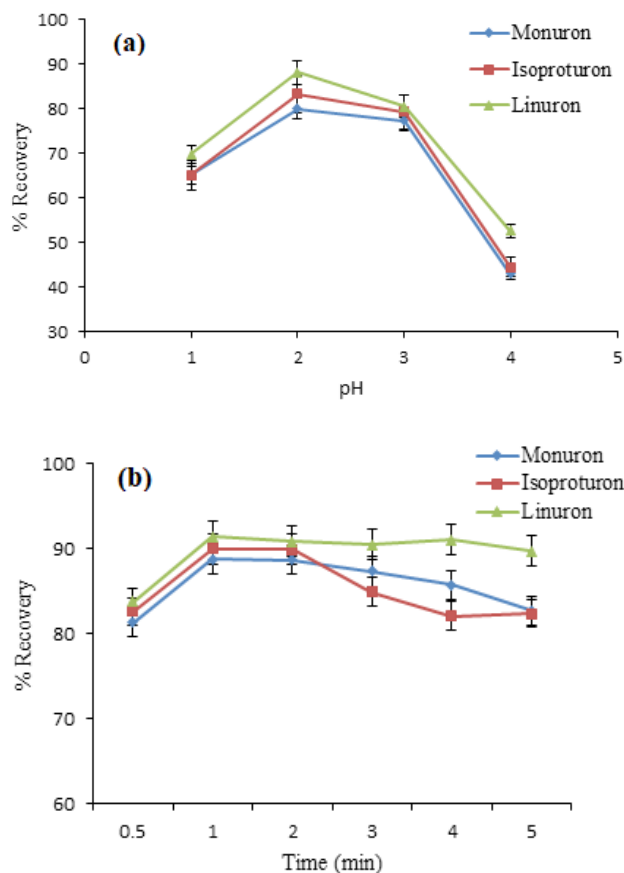 (a)
Monuron
Isoproturon
Linuron
% Recovery
100
90
80
70
60
50
40
30
0 1 2 3 4 5
pH
(b)
Monuron
Isoproturon
Linuron
% Recovery
100
90
80
70
60
0.5 1 2 3 4 5
Time (min)